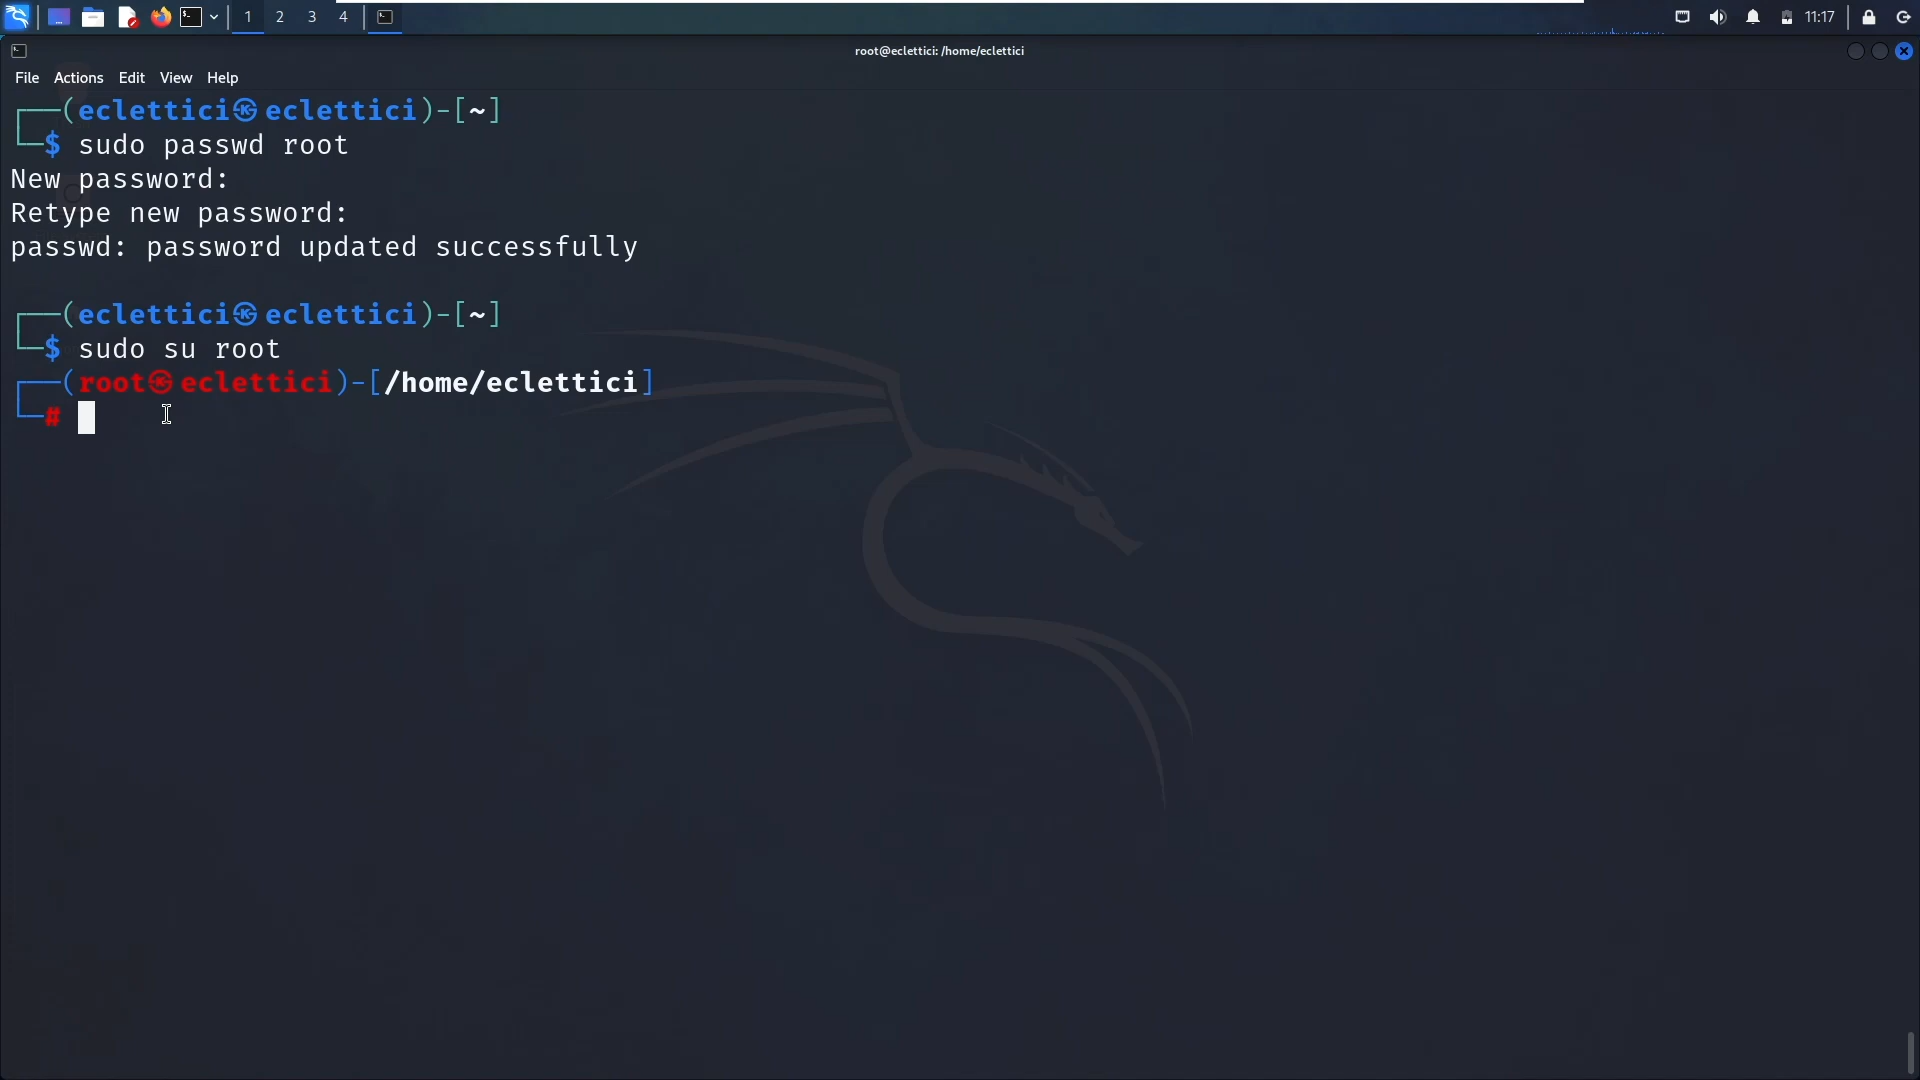 1 2 3 4 11:17
root@eclettici: /home/eclettici
File Actions Edit View Help
┌──(eclettici㉿eclettici)-[~]
└─$ sudo passwd root
New password:
Retype new password:
passwd: password updated successfully
┌──(eclettici㉿eclettici)-[~]
└─$ sudo su root
┌──(root㉿eclettici)-[/home/eclettici]
└─#